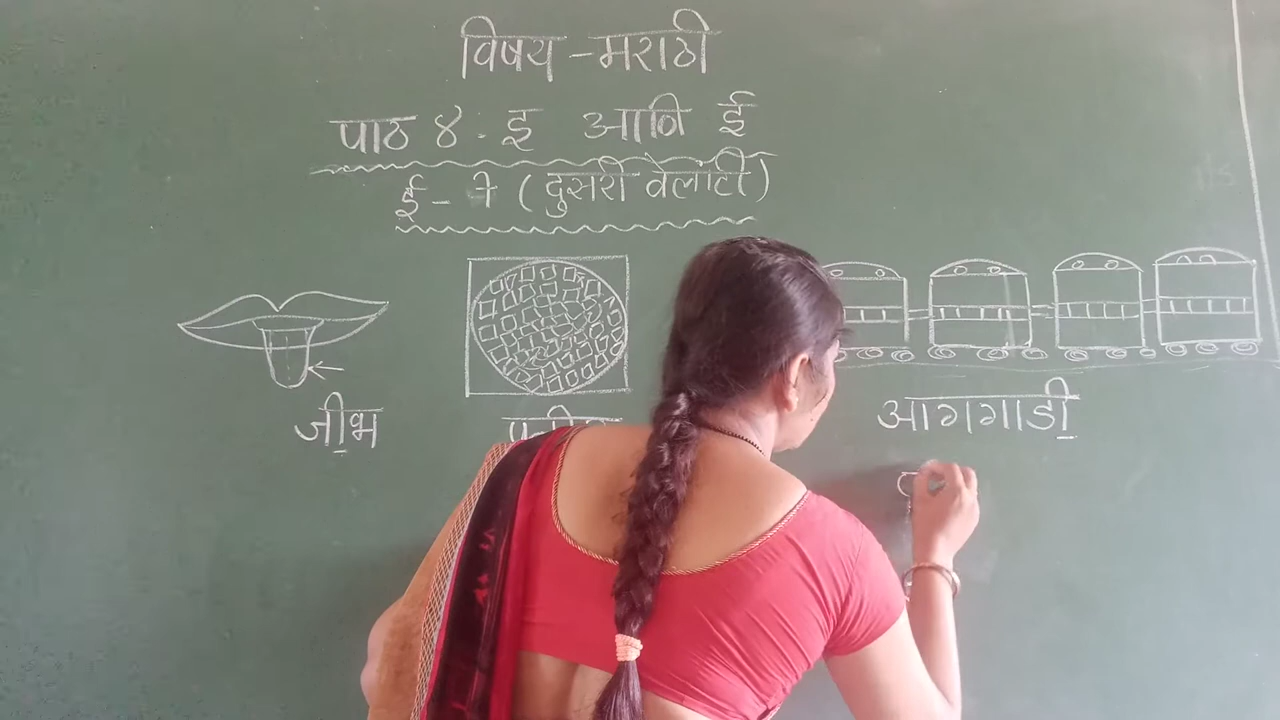 विषय - मराठी
पाठ ४ : इ आणि ई
ई - ी (दुसरी वेलांटी)
जीभ
आगगाडी